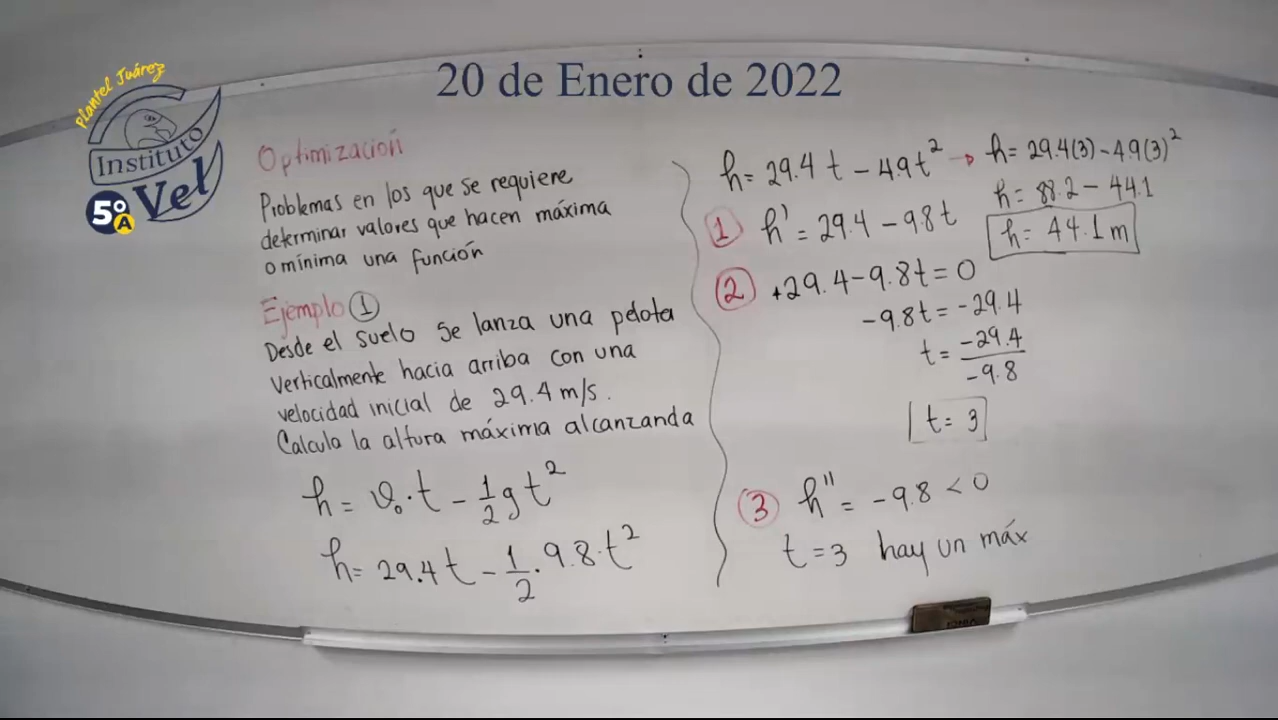 20 de Enero de 2022
Plantel Juárez
Instituto
Vel
5º
A
Optimización
Problemas en los que se requiere
determinar valores que hacen máxima
o mínima una función
Ejemplo 1
Desde el suelo se lanza una pelota
verticalmente hacia arriba con una
velocidad inicial de 29.4 m/s.
Calcula la altura máxima alcanzanda
h = v₀·t - 1/2 g t²
h = 29.4t - 1/2 · 9.8·t²
h = 29.4 t - 4.9t² → h = 29.4(3) - 4.9(3)²
h = 88.2 - 44.1
h = 44.1 m
1 h' = 29.4 - 9.8t
2 +29.4 - 9.8t = 0
-9.8t = -29.4
t = -29.4/-9.8
t = 3
3 h'' = -9.8 < 0
t = 3 hay un máx